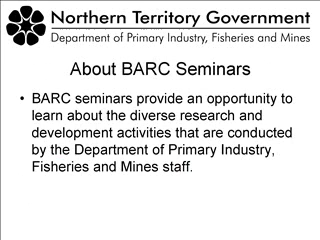 Northern Territory Government
Department of Primary Industry, Fisheries and Mines
About BARC Seminars
• BARC seminars provide an opportunity to
learn about the diverse research and
development activities that are conducted
by the Department of Primary Industry,
Fisheries and Mines staff.